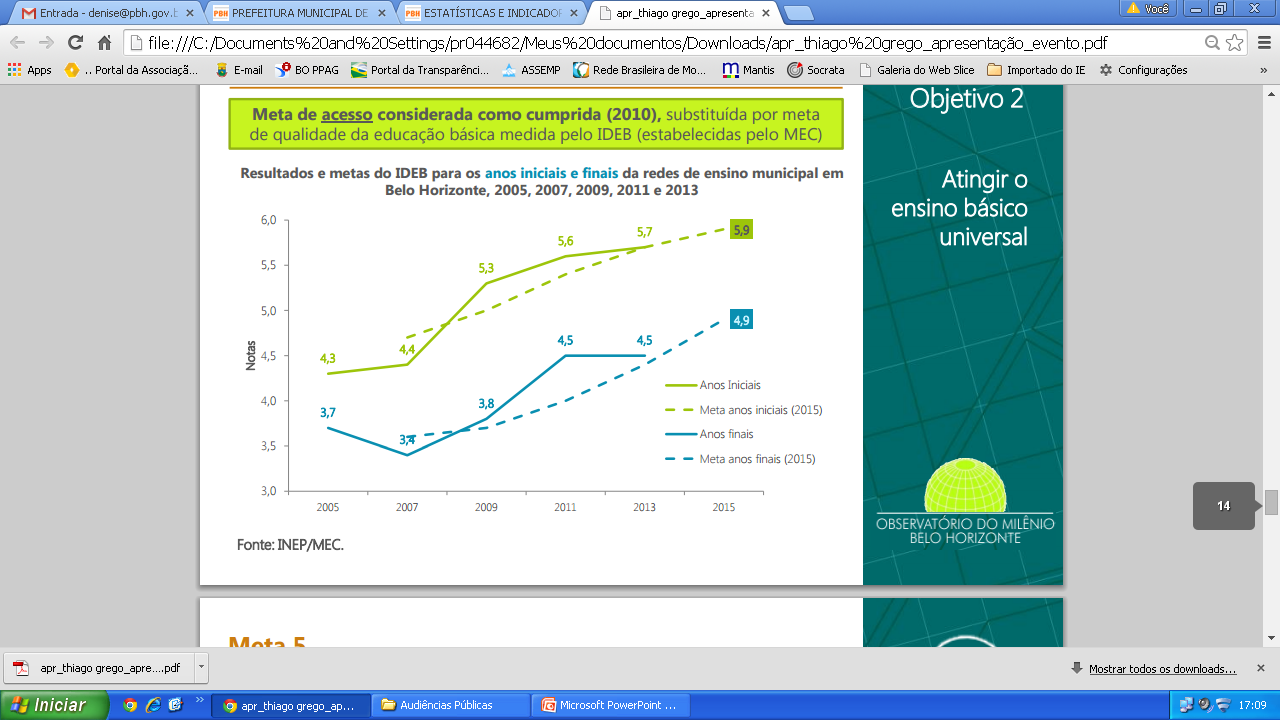 Entrada - denise@pbh.gov.b
PREFEITURA MUNICIPAL DE
ESTATÍSTICAS E INDICADOR
apr_thiago grego_apresenta
Você
file:///C:/Documents%20and%20Settings/pr044682/Meus%20documentos/Downloads/apr_thiago%20grego_apresentaão_evento.pdf
Apps
.. Portal da Associaçã...
E-mail
BO PPAG
Portal da Transparênci...
ASSEMP
Rede Brasileira de Mo...
Mantis
Socrata
Galeria do Web Slice
Importado do IE
Configurações
»
Meta de acesso considerada como cumprida (2010), substituída por meta
de qualidade da educação básica medida pelo IDEB (estabelecidas pelo MEC)
Resultados e metas do IDEB para os anos iniciais e finais da redes de ensino municipal em
Belo Horizonte, 2005, 2007, 2009, 2011 e 2013
Notas
6,0
5,5
5,0
4,5
4,0
3,5
3,0
4,3
4,4
5,3
5,6
5,7
5,9
3,7
3,4
3,8
4,5
4,5
4,9
Anos Iniciais
Meta anos iniciais (2015)
Anos finais
Meta anos finais (2015)
2005
2007
2009
2011
2013
2015
Fonte: INEP/MEC.
Objetivo 2
Atingir o
ensino básico
universal
OBSERVATÓRIO DO MILÊNIO
BELO HORIZONTE
14
Meta 5
apr_thiago grego_apre....pdf
Mostrar todos os downloads...
Iniciar
»
apr_thiago grego_ap...
Audiências Públicas
Microsoft PowerPoint ...
17:09